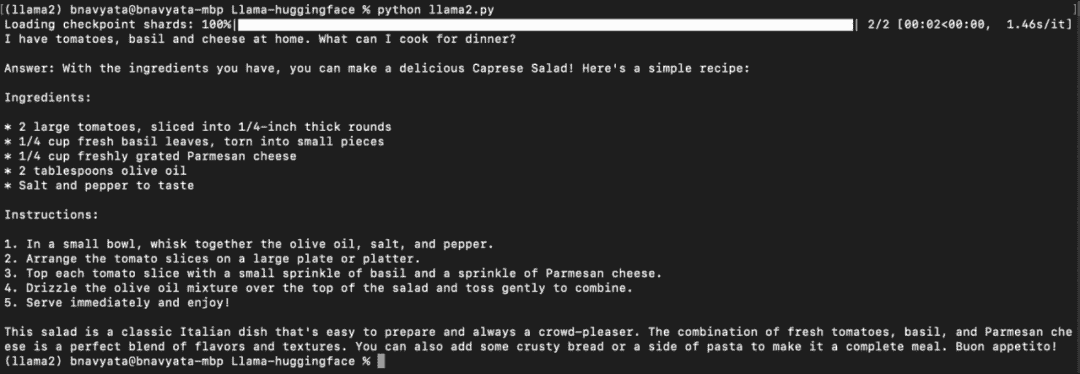 [(llama2) bnavyata@bnavyata-mbp Llama-huggingface % python llama2.py ]
Loading checkpoint shards: 100%| | 2/2 [00:02<00:00,  1.46s/it]
I have tomatoes, basil and cheese at home. What can I cook for dinner?
Answer: With the ingredients you have, you can make a delicious Caprese Salad! Here's a simple recipe:
Ingredients:
* 2 large tomatoes, sliced into 1/4-inch thick rounds
* 1/4 cup fresh basil leaves, torn into small pieces
* 1/4 cup freshly grated Parmesan cheese
* 2 tablespoons olive oil
* Salt and pepper to taste
Instructions:
1. In a small bowl, whisk together the olive oil, salt, and pepper.
2. Arrange the tomato slices on a large plate or platter.
3. Top each tomato slice with a small sprinkle of basil and a sprinkle of Parmesan cheese.
4. Drizzle the olive oil mixture over the top of the salad and toss gently to combine.
5. Serve immediately and enjoy!
This salad is a classic Italian dish that's easy to prepare and always a crowd-pleaser. The combination of fresh tomatoes, basil, and Parmesan che
ese is a perfect blend of flavors and textures. You can also add some crusty bread or a side of pasta to make it a complete meal. Buon appetito!
(llama2) bnavyata@bnavyata-mbp Llama-huggingface %